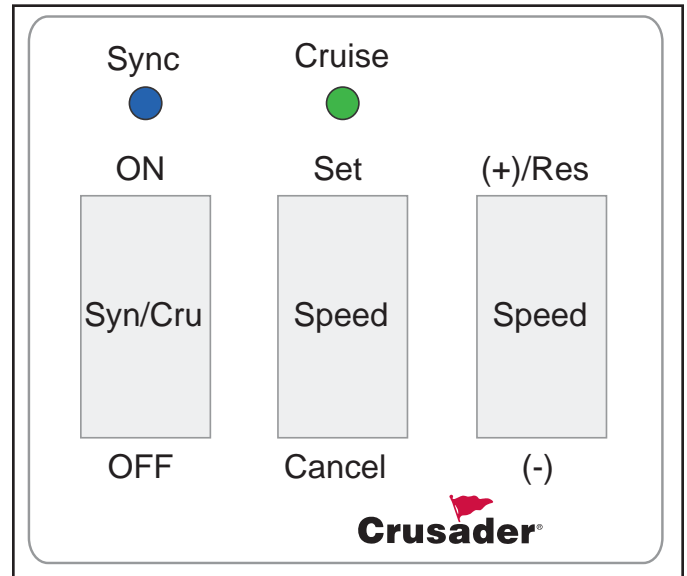 Sync Cruise
ON Set (+)/Res
Syn/Cru Speed Speed
OFF Cancel (-)
Crusader®